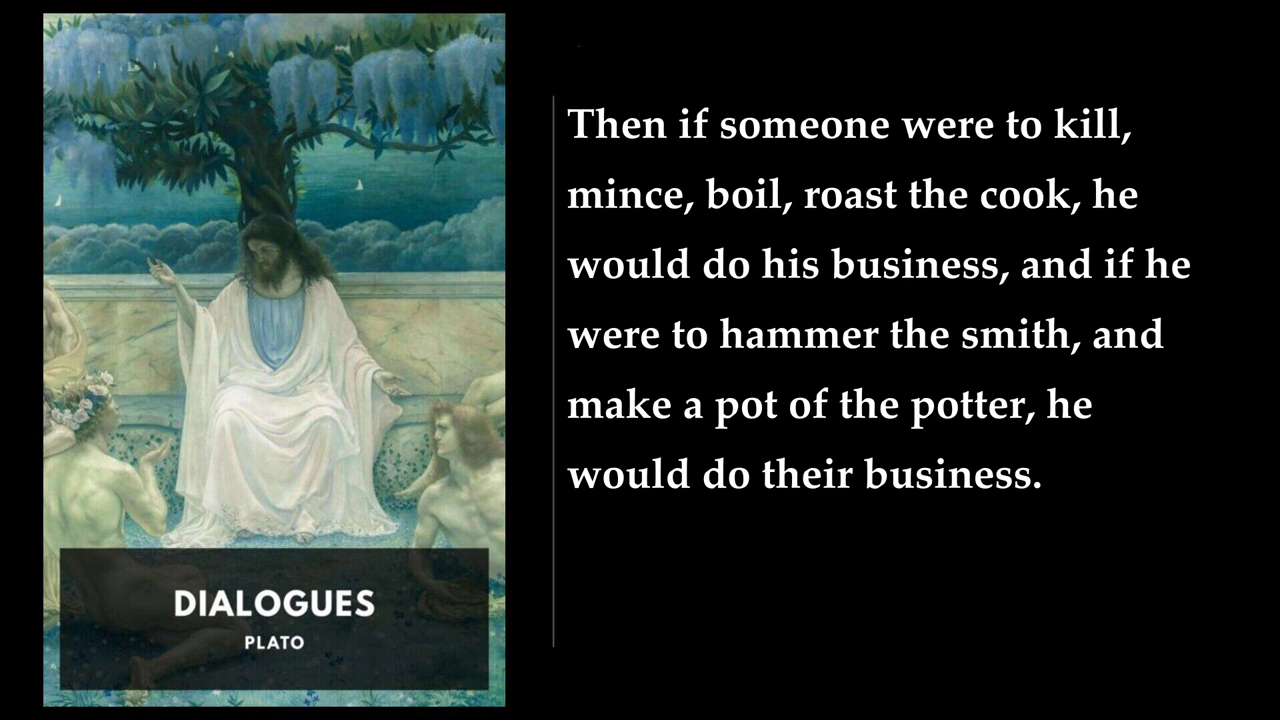 Then if someone were to kill,
mince, boil, roast the cook, he
would do his business, and if he
were to hammer the smith, and
make a pot of the potter, he
would do their business.
DIALOGUES
PLATO